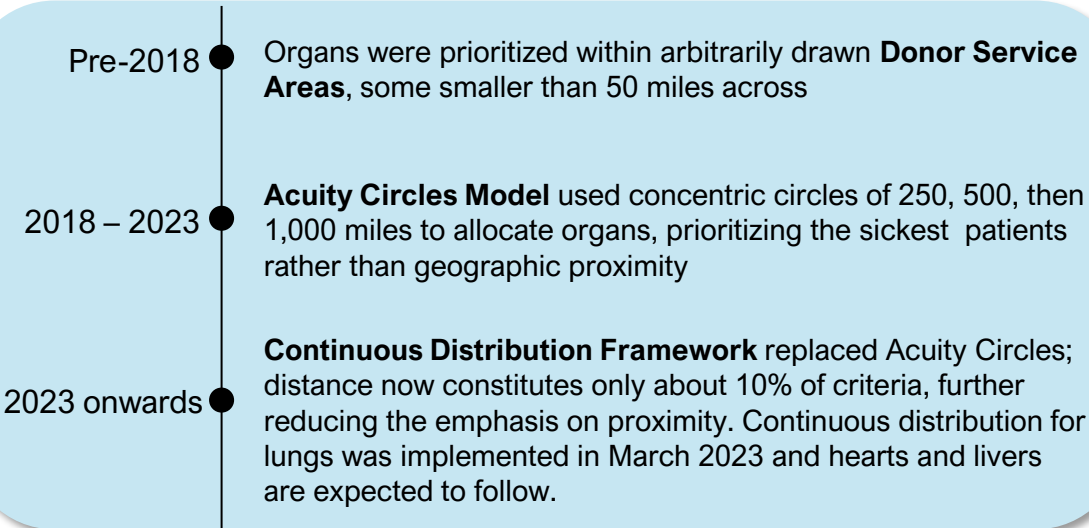 Pre-2018
Organs were prioritized within arbitrarily drawn Donor Service
Areas, some smaller than 50 miles across
2018 – 2023
Acuity Circles Model used concentric circles of 250, 500, then
1,000 miles to allocate organs, prioritizing the sickest patients
rather than geographic proximity
2023 onwards
Continuous Distribution Framework replaced Acuity Circles;
distance now constitutes only about 10% of criteria, further
reducing the emphasis on proximity. Continuous distribution for
lungs was implemented in March 2023 and hearts and livers
are expected to follow.